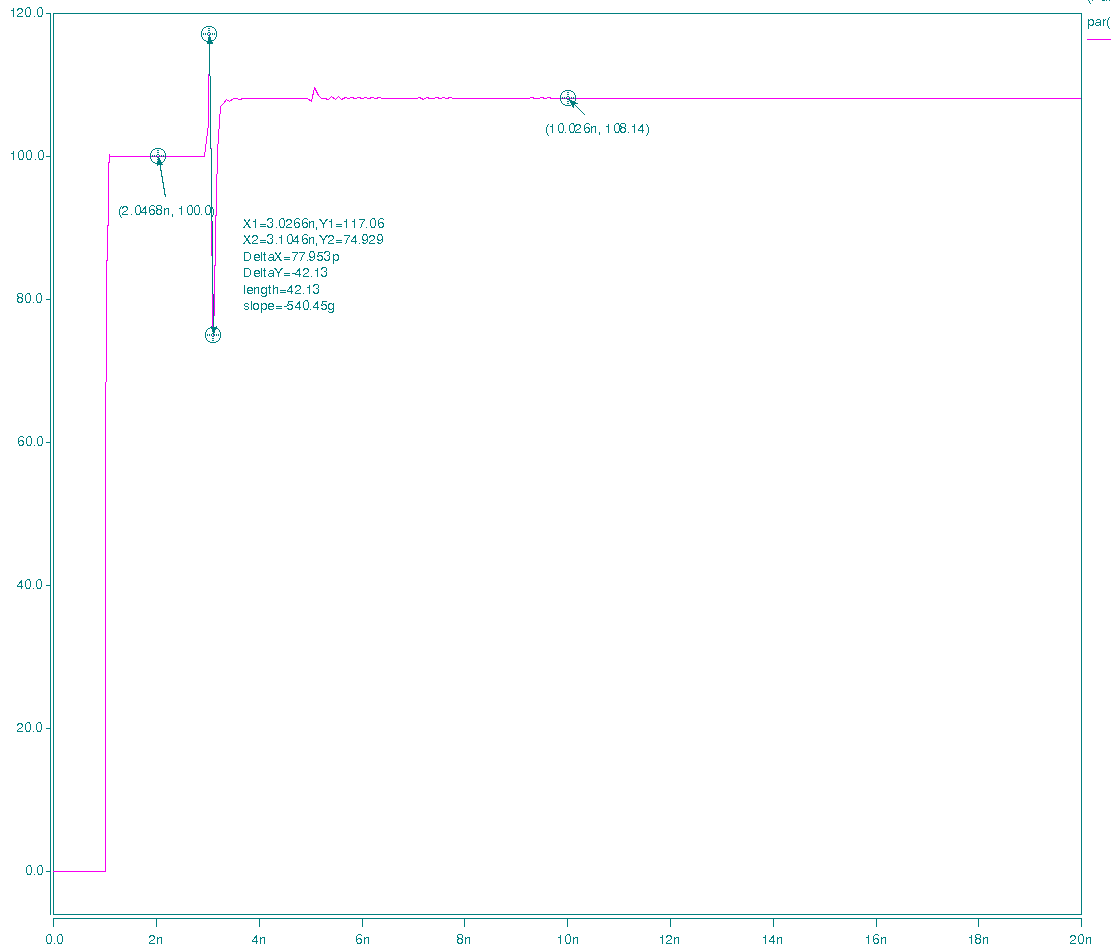 120.0
par(
(10.026n, 108.14)
100.0
(2.0468n, 100.0)
X1=3.0266n,Y1=117.06
X2=3.1046n,Y2=74.929
DeltaX=77.953p
DeltaY=-42.13
length=42.13
slope=-540.45g
80.0
60.0
40.0
20.0
0.0
0.0 2n 4n 6n 8n 10n 12n 14n 16n 18n 20n